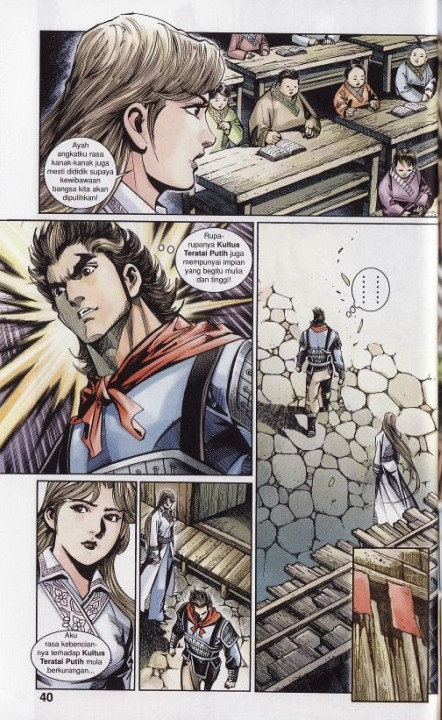 Ayah
angkatku rasa
kanak-kanak juga
mesti dididik supaya
kewibawaan
bangsa kita akan
dipulihkan!
Rupa-
rupanya Kultus
Teratai Putih juga
mempunyai impian
yang begitu mulia
dan tinggi!
......
Aku
rasa kebencian-
nya terhadap Kultus
Teratai Putih mula
berkurangan...
40